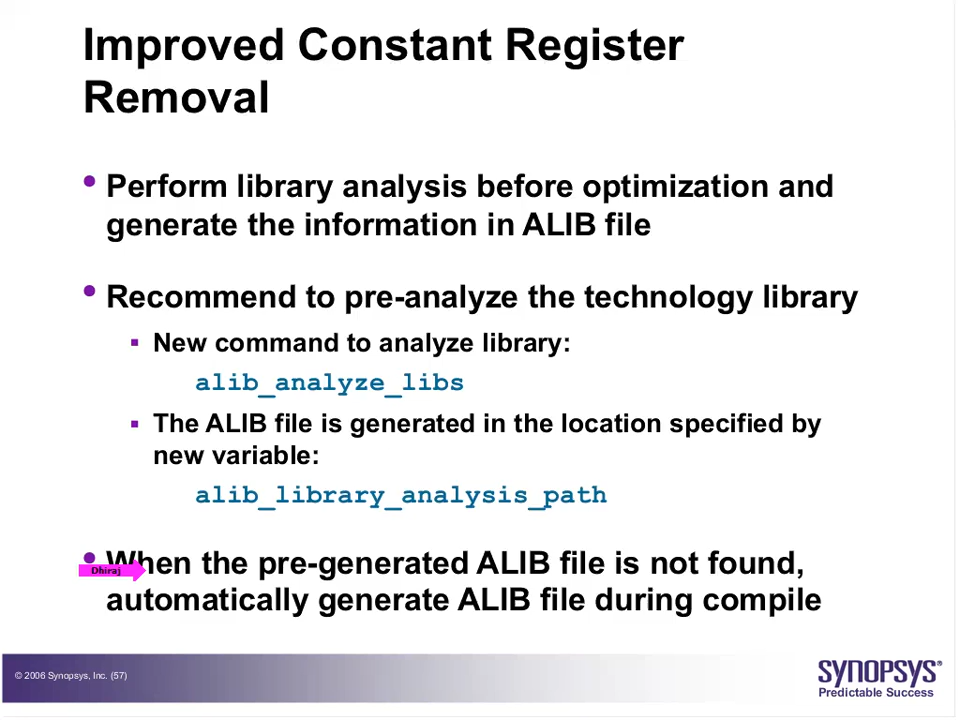 Improved Constant Register
Removal
• Perform library analysis before optimization and
generate the information in ALIB file
• Recommend to pre-analyze the technology library
▪ New command to analyze library:
alib_analyze_libs
▪ The ALIB file is generated in the location specified by
new variable:
alib_library_analysis_path
• When the pre-generated ALIB file is not found,
Dhiraj
automatically generate ALIB file during compile
© 2006 Synopsys, Inc. (57)
SYNOPSYS®
Predictable Success